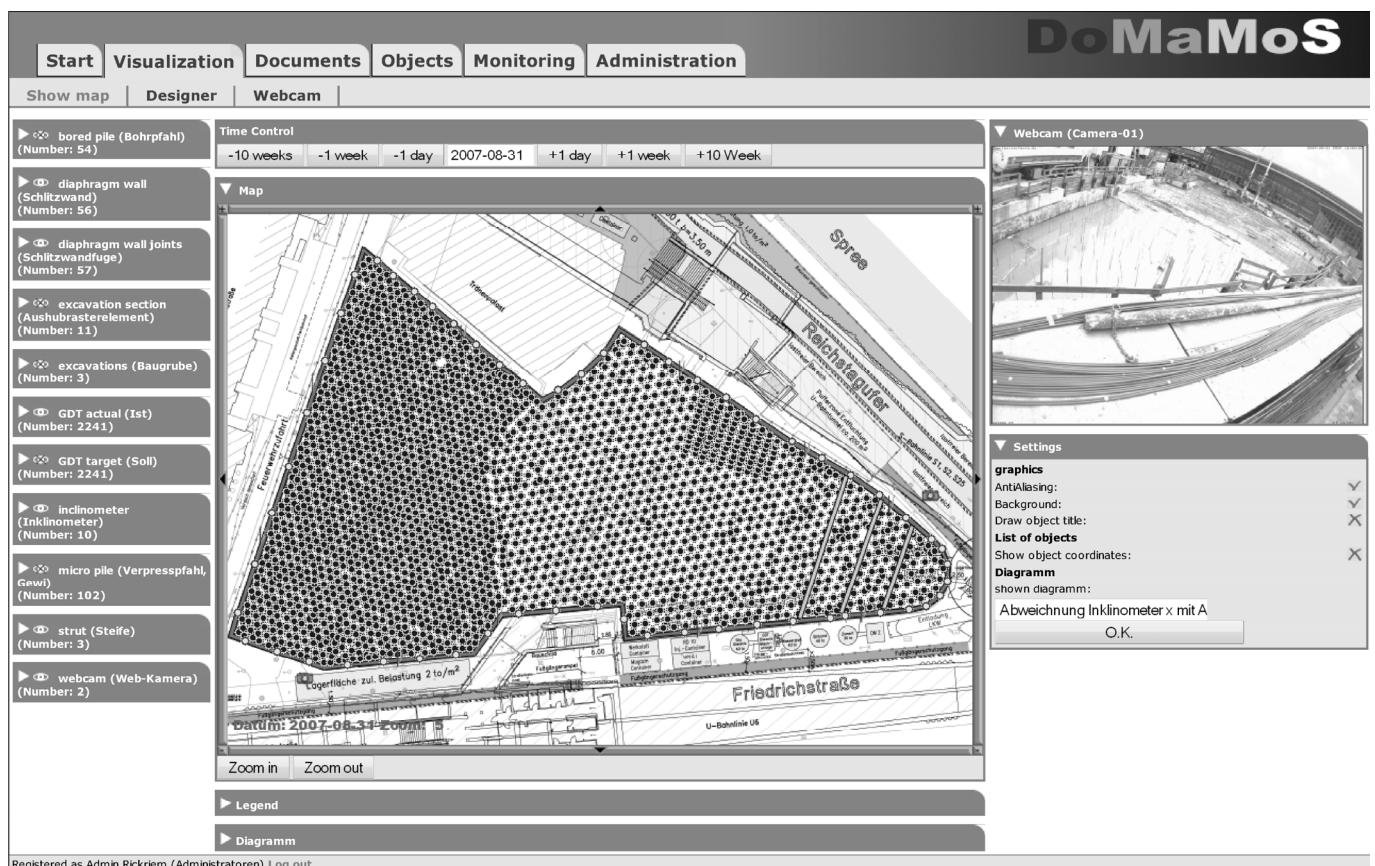 DoMaMoS
Start Visualization Documents Objects Monitoring Administration
Show map Designer Webcam
bored pile (Bohrpfahl)
(Number: 54)
diaphragm wall
(Schlitzwand)
(Number: 56)
diaphragm wall joints
(Schlitzwandfuge)
(Number: 57)
excavation section
(Aushubrasterelement)
(Number: 11)
excavations (Baugrube)
(Number: 3)
GDT actual (Ist)
(Number: 2241)
GDT target (Soll)
(Number: 2241)
inclinometer
(Inklinometer)
(Number: 10)
micro pile (Verpresspfahl,
Gewi)
(Number: 102)
strut (Steife)
(Number: 3)
webcam (Web-Kamera)
(Number: 2)
Time Control
-10 weeks -1 week -1 day 2007-08-31 +1 day +1 week +10 Week
Map
Spree
Tränenpalast
Reichstagufer
Feuerwehrzufahrt
S-Bahnlinie S1, S2, S25
Lagerfläche zul. Belastung 2 to/m²
Friedrichstraße
U-Bahnlinie U6
Datum: 2007-08-31 Zoom: 5
Zoom in Zoom out
Legend
Diagramm
Webcam (Camera-01)
Settings
graphics
AntiAliasing:
Background:
Draw object title:
List of objects
Show object coordinates:
Diagramm
shown diagramm:
Abweichnung Inklinometer x mit A
O.K.
Registered as Admin Rickriem (Administratoren) Log out